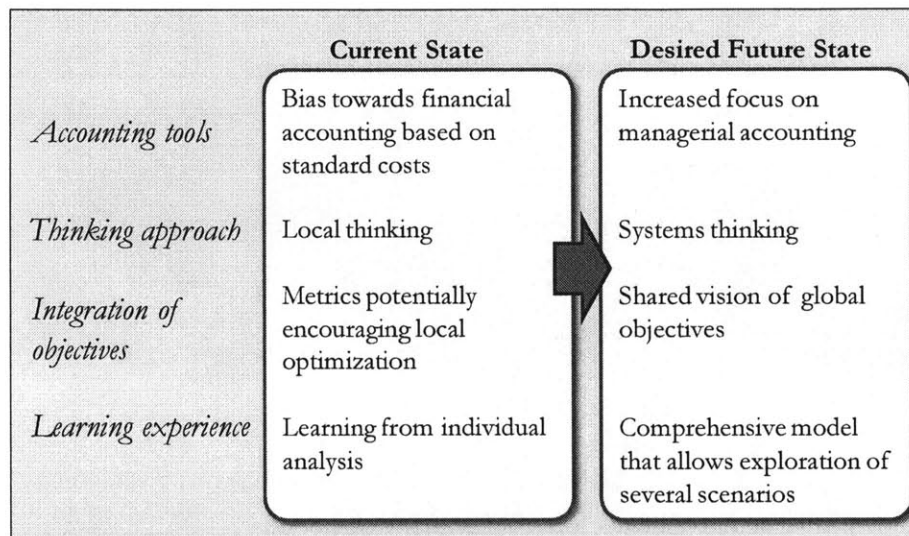 Current State
Desired Future State
Accounting tools
Bias towards financial
accounting based on
standard costs
Increased focus on
managerial accounting
Thinking approach
Local thinking
Systems thinking
Integration of
objectives
Metrics potentially
encouraging local
optimization
Shared vision of global
objectives
Learning experience
Learning from individual
analysis
Comprehensive model
that allows exploration of
several scenarios